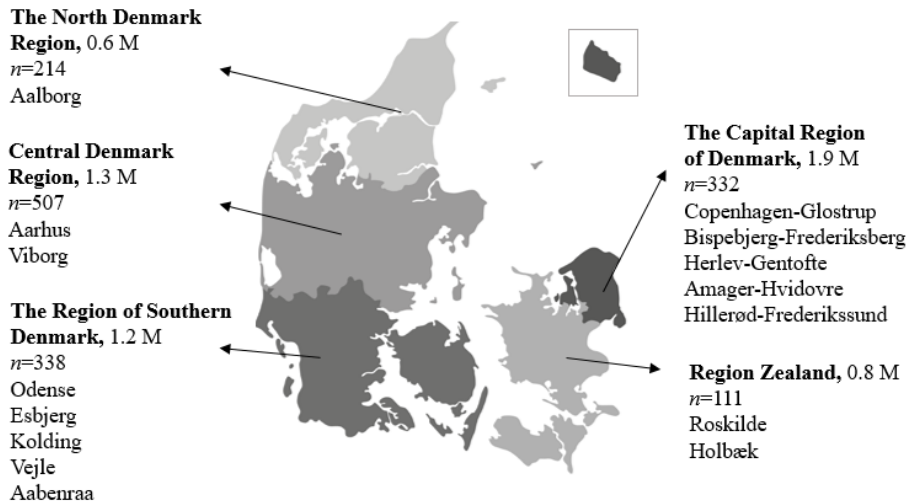 The North Denmark
Region, 0.6 M
n=214
Aalborg
Central Denmark
Region, 1.3 M
n=507
Aarhus
Viborg
The Region of Southern
Denmark, 1.2 M
n=338
Odense
Esbjerg
Kolding
Vejle
Aabenraa
The Capital Region
of Denmark, 1.9 M
n=332
Copenhagen-Glostrup
Bispebjerg-Frederiksberg
Herlev-Gentofte
Amager-Hvidovre
Hillerød-Frederikssund
Region Zealand, 0.8 M
n=111
Roskilde
Holbæk